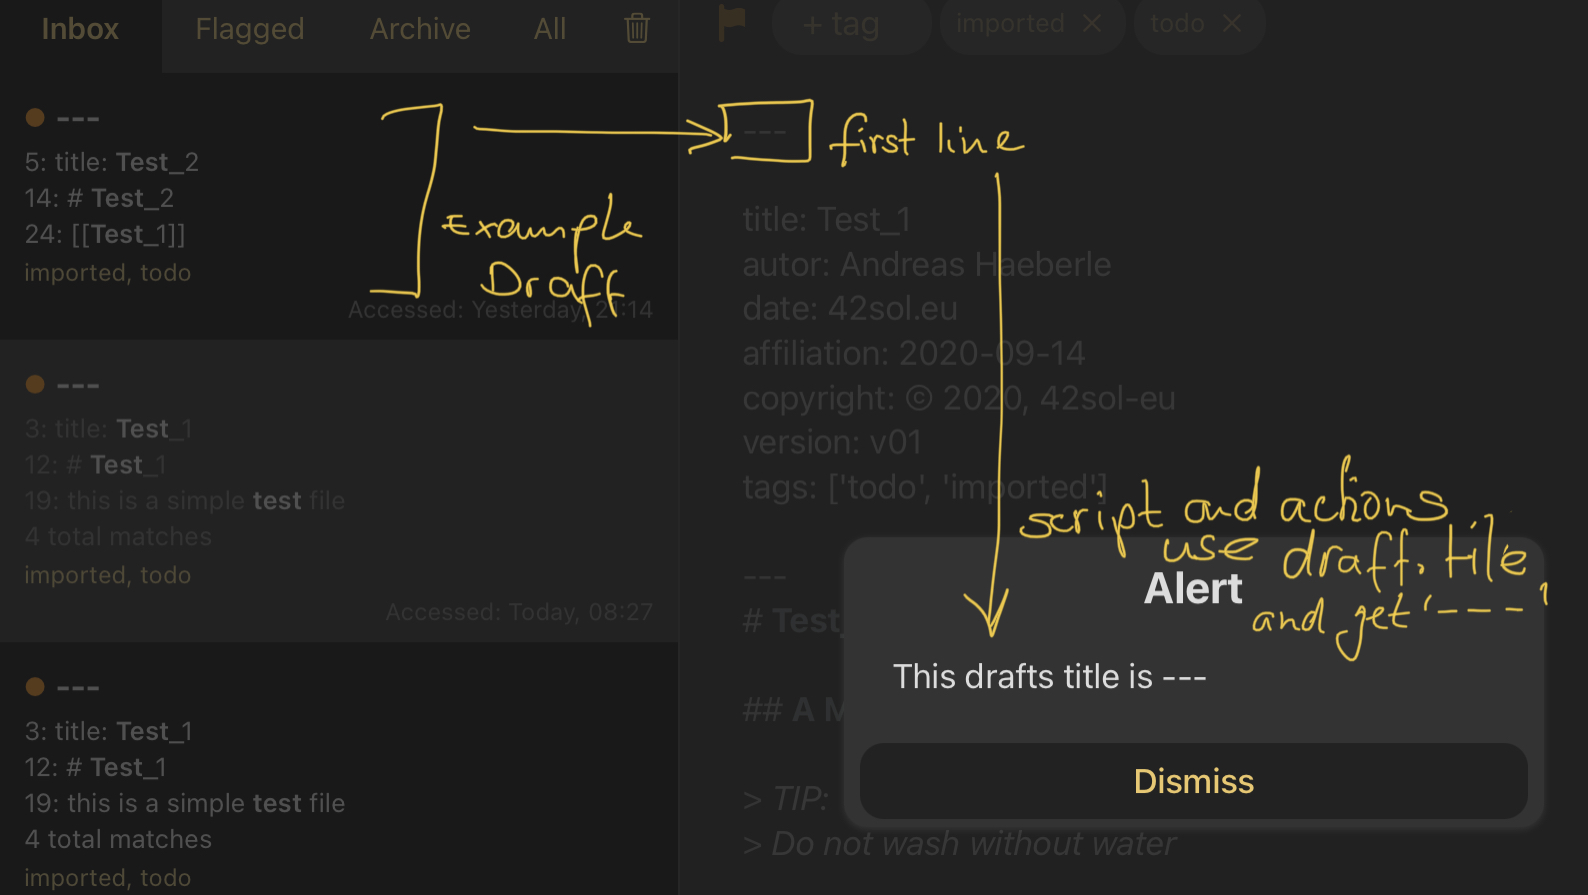 Inbox Flagged Archive All
+ tag imported × todo ×
---
5: title: Test_2
14: # Test_2
24: [[Test_1]]
imported, todo
Accessed: Yesterday, 21:14
Example
Draft
---
3: title: Test_1
12: # Test_1
19: this is a simple test file
4 total matches
imported, todo
Accessed: Today, 08:27
---
3: title: Test_1
12: # Test_1
19: this is a simple test file
4 total matches
imported, todo
---
first line
title: Test_1
autor: Andreas Haeberle
date: 42sol.eu
affiliation: 2020-09-14
copyright: © 2020, 42sol-eu
version: v01
tags: ['todo', 'imported']
script and actions
use draft.tile
and get '---'
---
# Test_
## A M
> TIP:
> Do not wash without water
Alert
This drafts title is ---
Dismiss